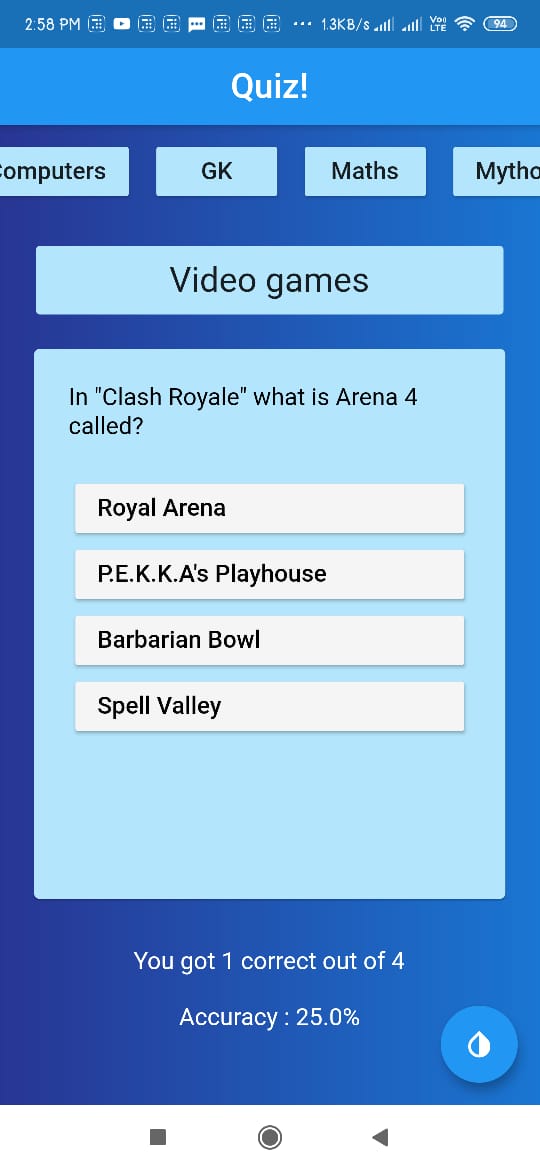 2:58 PM ... 1.3KB/s Vo)) LTE 94
Quiz!
Computers GK Maths Mytho
Video games
In "Clash Royale" what is Arena 4
called?
Royal Arena
P.E.K.K.A's Playhouse
Barbarian Bowl
Spell Valley
You got 1 correct out of 4
Accuracy : 25.0%